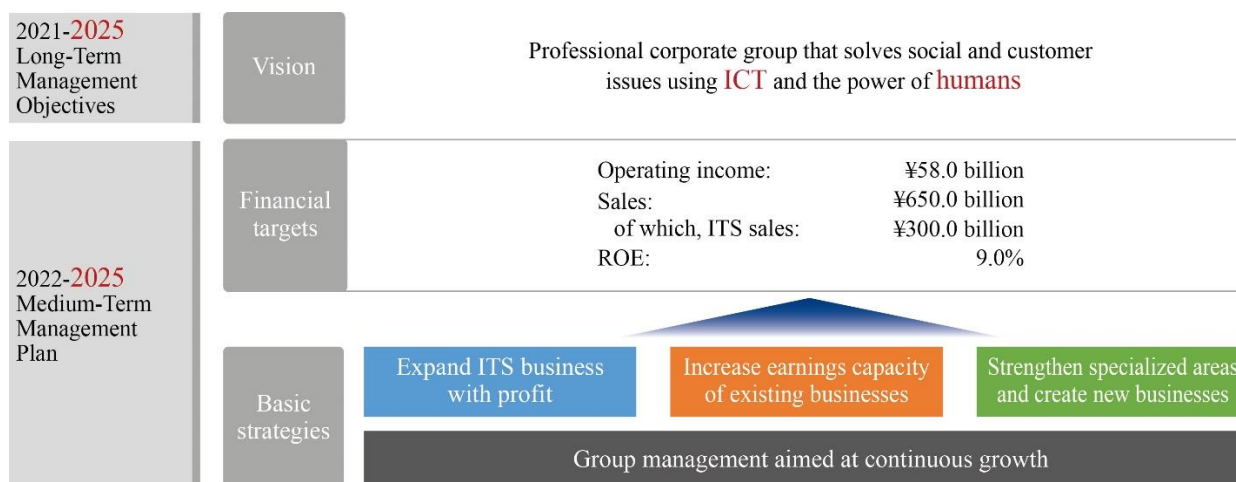 2021-2025
Long-Term
Management
Objectives
Vision
Professional corporate group that solves social and customer
issues using ICT and the power of humans
2022-2025
Medium-Term
Management
Plan
Financial
targets
Operating income: ¥58.0 billion
Sales: ¥650.0 billion
of which, ITS sales: ¥300.0 billion
ROE: 9.0%
Basic
strategies
Expand ITS business
with profit
Increase earnings capacity
of existing businesses
Strengthen specialized areas
and create new businesses
Group management aimed at continuous growth